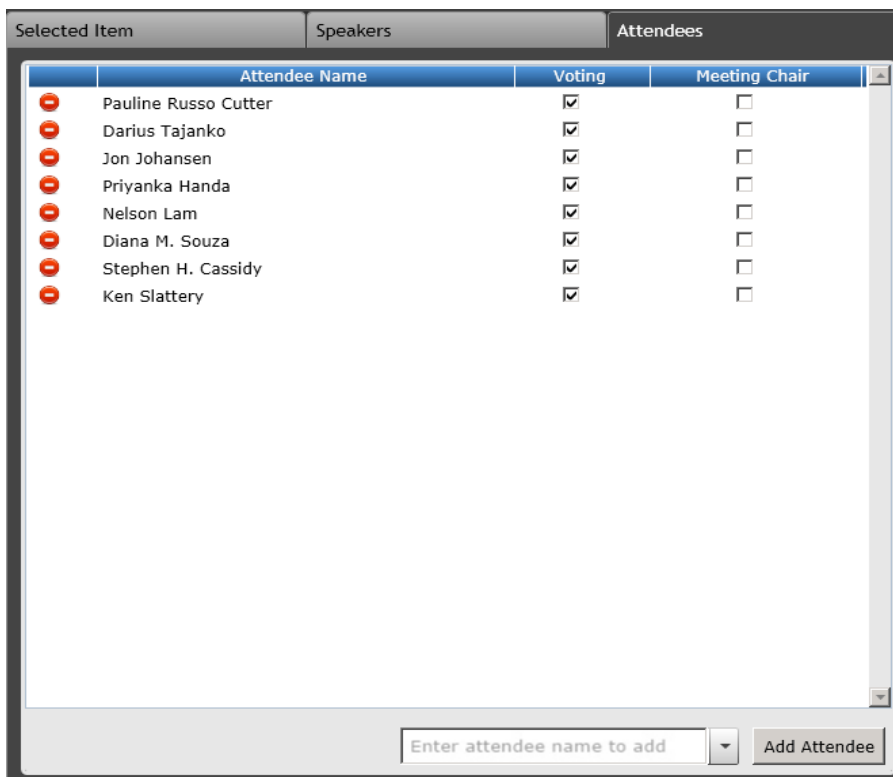 Selected Item Speakers Attendees
Attendee Name Voting Meeting Chair
Pauline Russo Cutter
Darius Tajanko
Jon Johansen
Priyanka Handa
Nelson Lam
Diana M. Souza
Stephen H. Cassidy
Ken Slattery
Enter attendee name to add Add Attendee